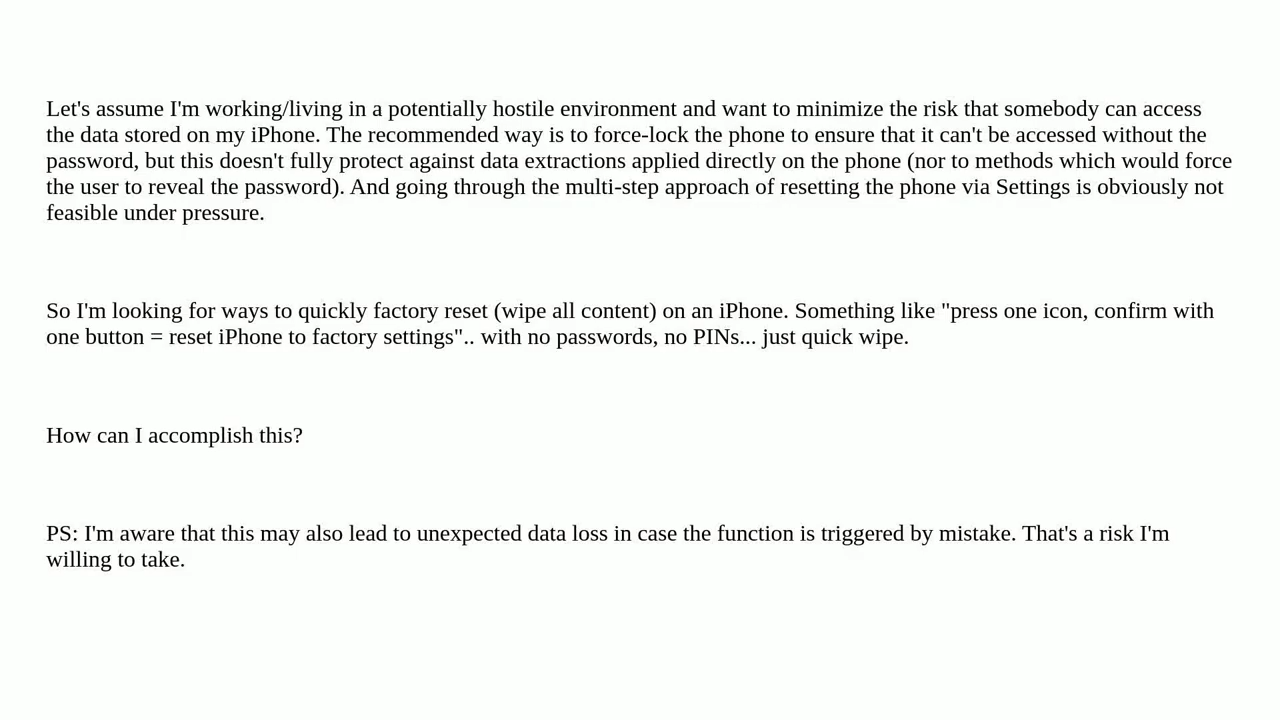 Let's assume I'm working/living in a potentially hostile environment and want to minimize the risk that somebody can access
the data stored on my iPhone. The recommended way is to force-lock the phone to ensure that it can't be accessed without the
password, but this doesn't fully protect against data extractions applied directly on the phone (nor to methods which would force
the user to reveal the password). And going through the multi-step approach of resetting the phone via Settings is obviously not
feasible under pressure.
So I'm looking for ways to quickly factory reset (wipe all content) on an iPhone. Something like "press one icon, confirm with
one button = reset iPhone to factory settings".. with no passwords, no PINs... just quick wipe.
How can I accomplish this?
PS: I'm aware that this may also lead to unexpected data loss in case the function is triggered by mistake. That's a risk I'm
willing to take.